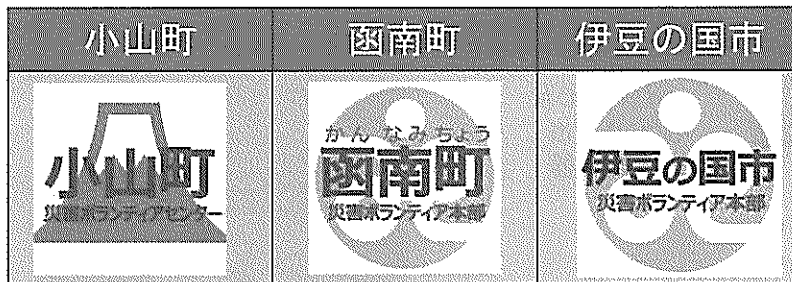 小山町
函南町
伊豆の国市
小山町
災害ボランティアセンター
かんなみちょう
函南町
災害ボランティア本部
伊豆の国市
災害ボランティア本部